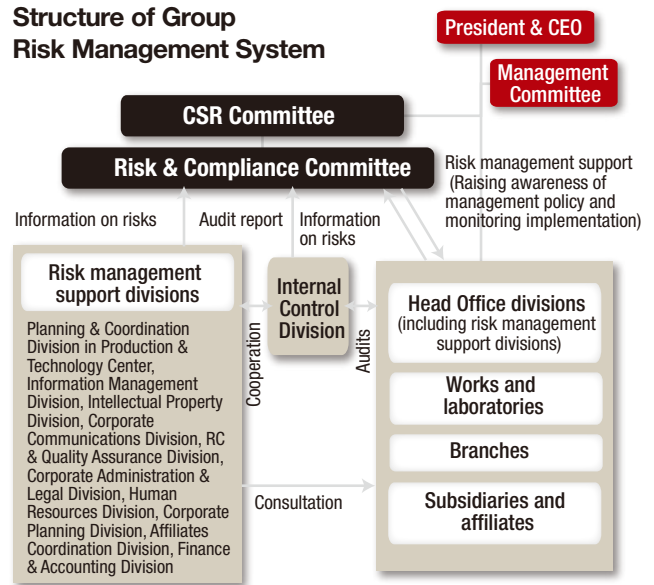 Structure of Group
Risk Management System
President & CEO
Management
Committee
CSR Committee
Risk & Compliance Committee
Risk management support
(Raising awareness of
management policy and
monitoring implementation)
Information on risks
Audit report
Information
on risks
Risk management
support divisions
Planning & Coordination
Division in Production &
Technology Center,
Information Management
Division, Intellectual Property
Division, Corporate
Communications Division, RC
& Quality Assurance Division,
Corporate Administration &
Legal Division, Human
Resources Division, Corporate
Planning Division, Affiliates
Coordination Division, Finance
& Accounting Division
Cooperation
Internal
Control
Division
Audits
Consultation
Head Office divisions
(including risk management
support divisions)
Works and
laboratories
Branches
Subsidiaries and
affiliates